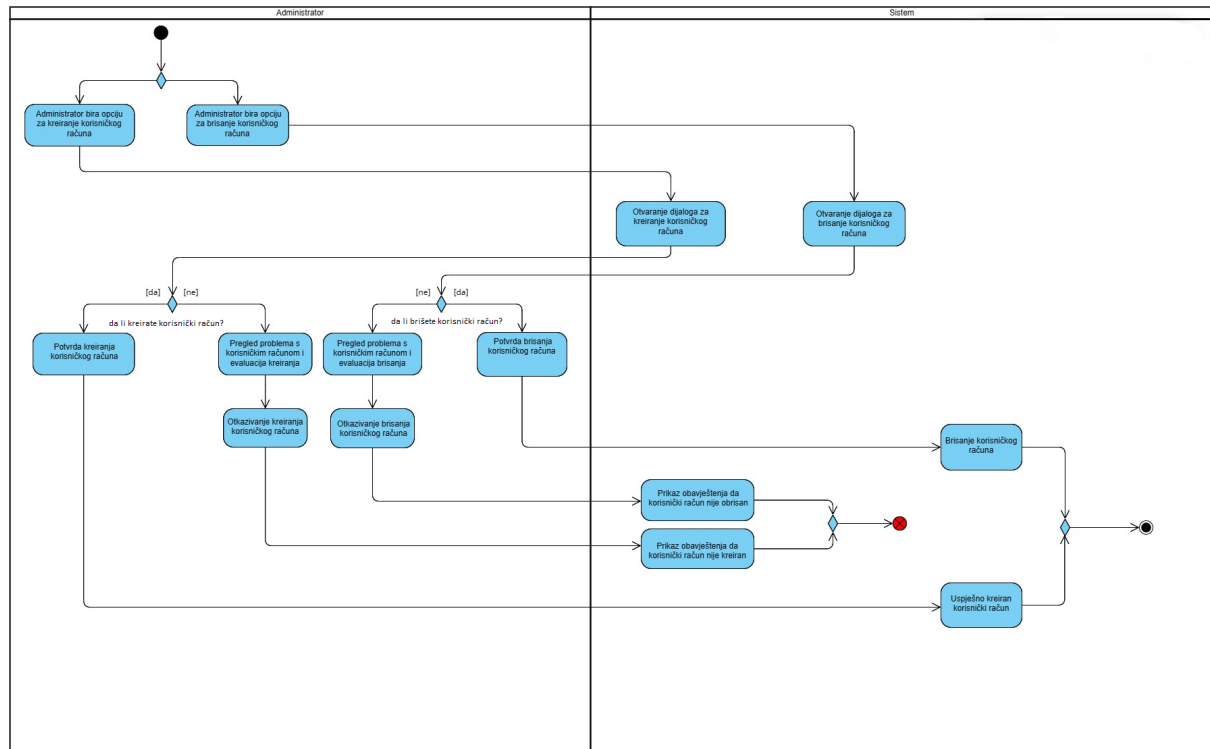 Administrator
Sistem
Administrator bira opciju
za kreiranje korisničkog
računa
Administrator bira opciju
za brisanje korisničkog
računa
Otvaranje dijaloga za
kreiranje korisničkog
računa
Otvaranje dijaloga za
brisanje korisničkog
računa
[da]
[ne]
da li kreirate korisnički račun?
[ne]
[da]
da li brišete korisnički račun?
Potvrda kreiranja
korisničkog računa
Pregled problema s
korisničkim računom i
evaluacija kreiranja
Pregled problema s
korisničkim računom i
evaluacija brisanja
Potvrda brisanja
korisničkog računa
Otkazivanje kreiranja
korisničkog računa
Otkazivanje brisanja
korisničkog računa
Brisanje korisničkog
računa
Prikaz obavještenja da
korisnički račun nije obrisan
Prikaz obavještenja da
korisnički račun nije kreiran
Uspješno kreiran
korisnički račun